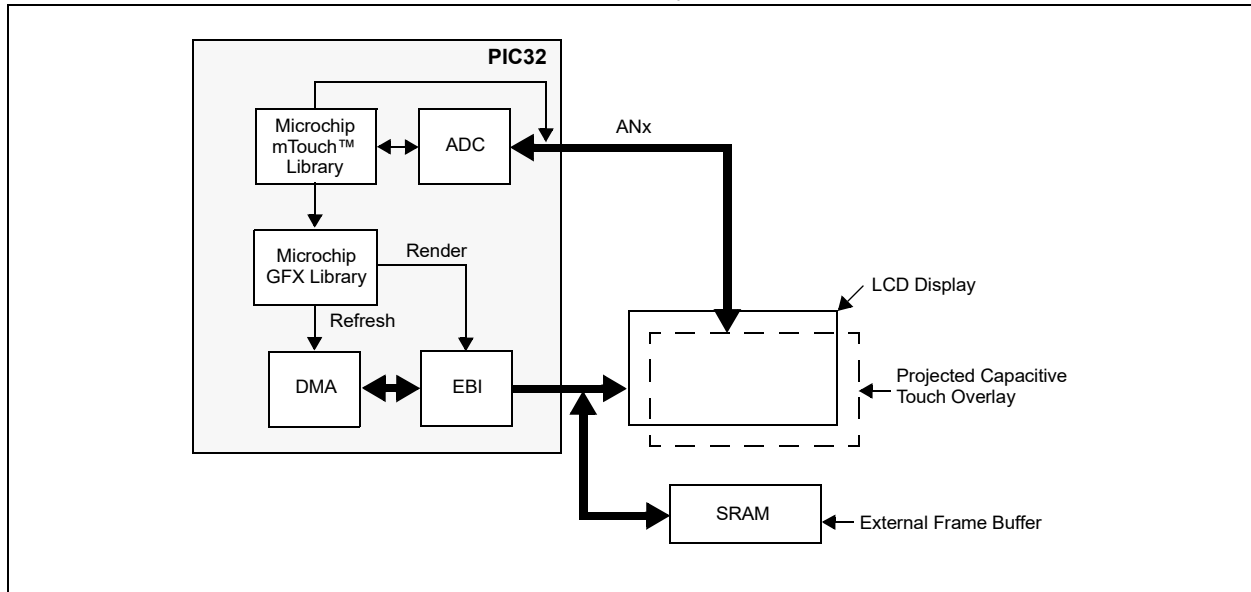 PIC32
Microchip
mTouch™
Library
ADC
ANx
Microchip
GFX Library
Render
Refresh
LCD Display
DMA
EBI
Projected Capacitive
Touch Overlay
SRAM
External Frame Buffer